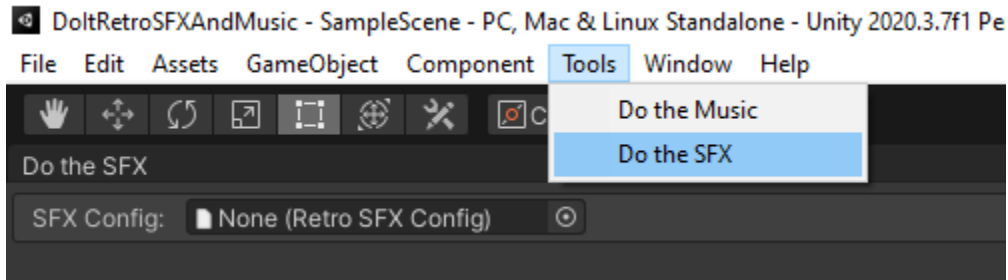 DoItRetroSFXAndMusic - SampleScene - PC, Mac & Linux Standalone - Unity 2020.3.7f1 Pe
File Edit Assets GameObject Component Tools Window Help
C
Do the Music
Do the SFX
Do the SFX
SFX Config: None (Retro SFX Config)